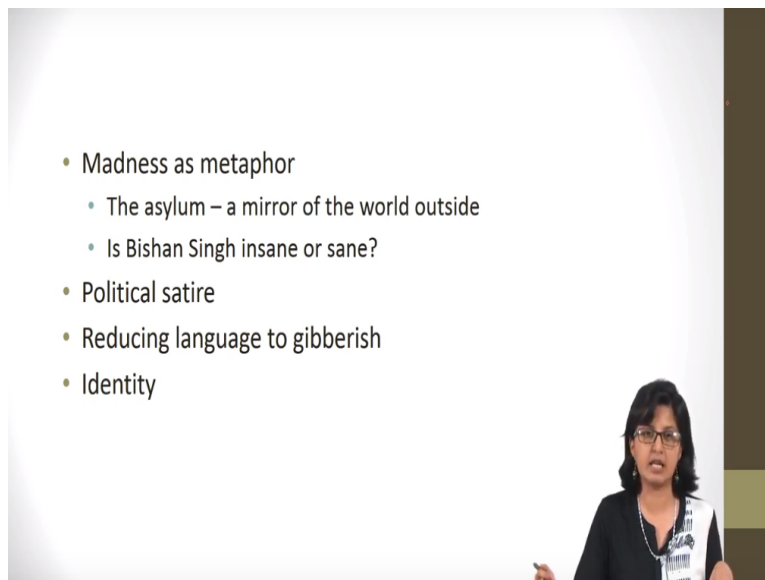 • Madness as metaphor
• The asylum – a mirror of the world outside
• Is Bishan Singh insane or sane?
• Political satire
• Reducing language to gibberish
• Identity